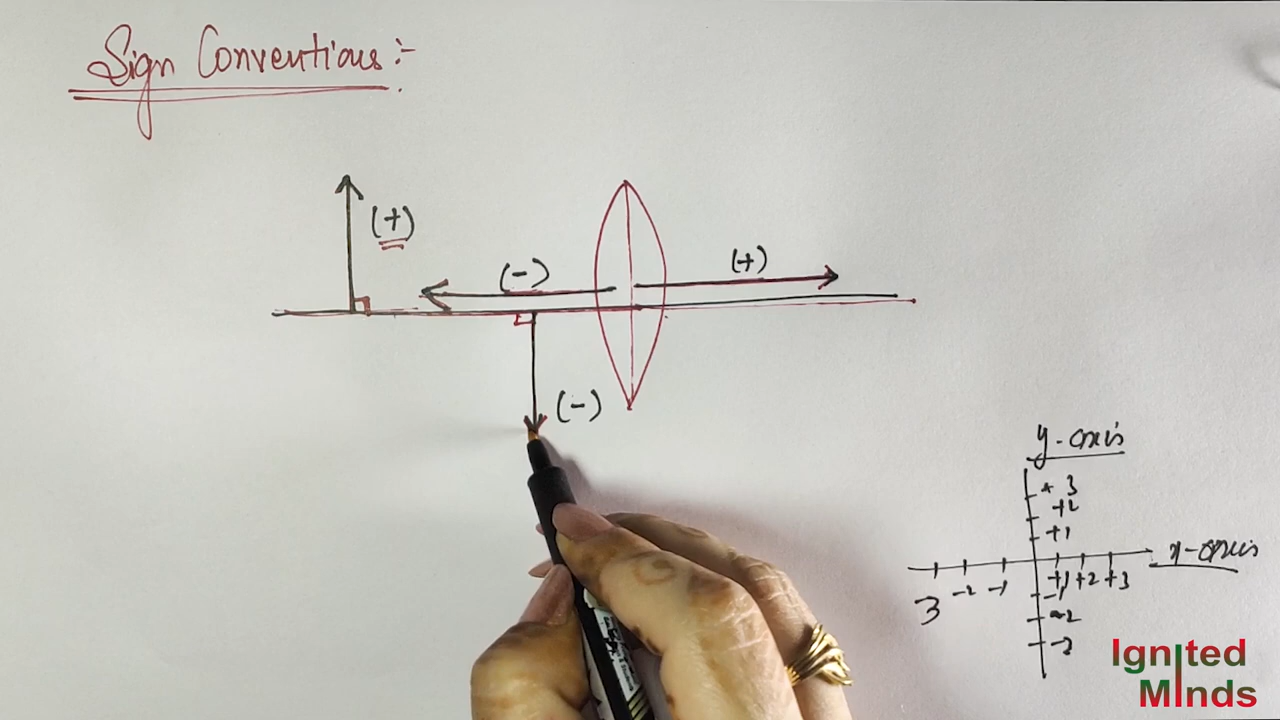 Sign Conventions :-
(+)
(-)
(+)
(-)
y-axis
+3
+2
+1
x-axis
-3 -2 -1 +1 +2 +3
-1
-2
-3
Ignited
Minds